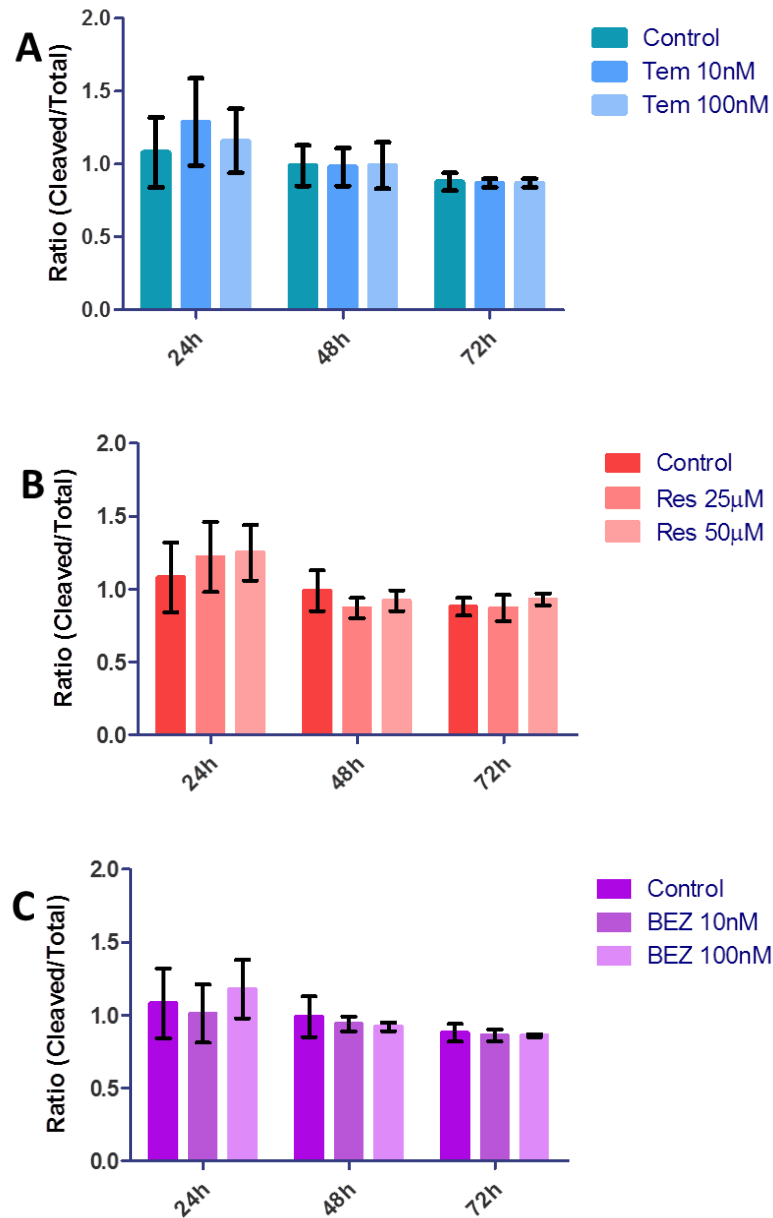 A
Ratio (Cleaved/Total)
2.0
1.5
1.0
0.5
0.0
24h
48h
72h
Control
Tem 10nM
Tem 100nM
B
Ratio (Cleaved/Total)
2.0
1.5
1.0
0.5
0.0
24h
48h
72h
Control
Res 25μM
Res 50μM
C
Ratio (Cleaved/Total)
2.0
1.5
1.0
0.5
0.0
24h
48h
72h
Control
BEZ 10nM
BEZ 100nM